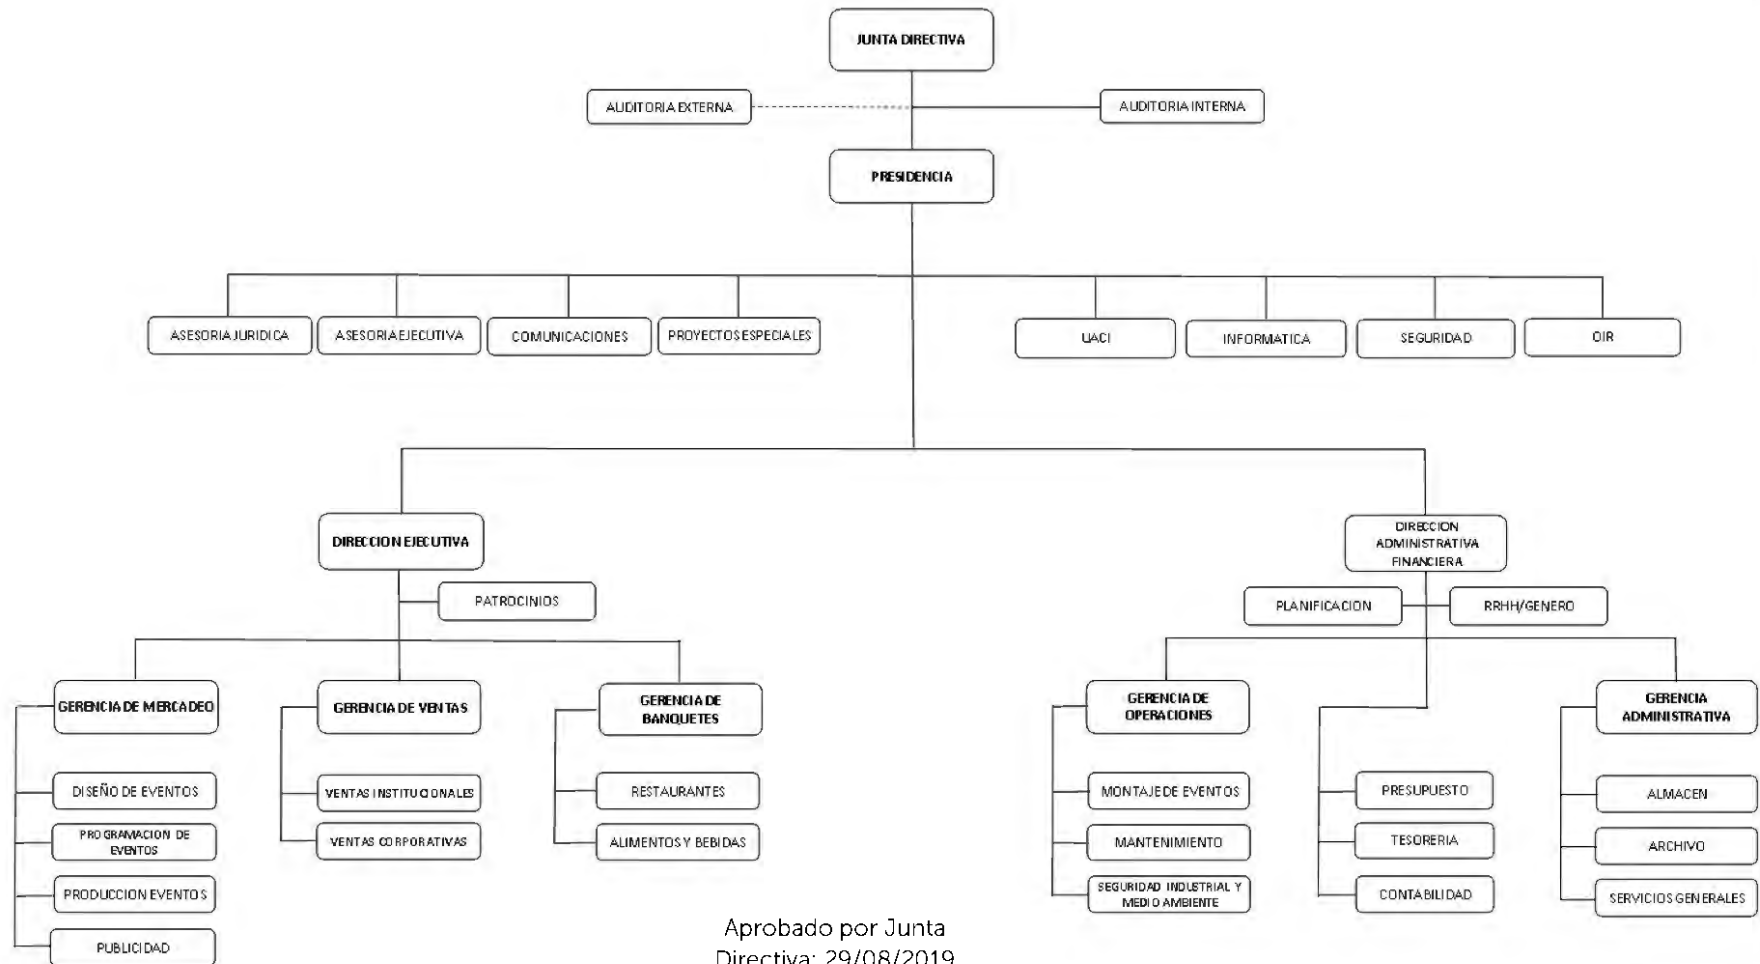 JUNTA DIRECTIVA
AUDITORIA EXTERNA
AUDITORIA INTERNA
PRESIDENCIA
ASESORIA JURIDICA
ASESORIA EJECUTIVA
COMUNICACIONES
PROYECTOS ESPECIALES
UACI
INFORMATICA
SEGURIDAD
OIR
DIRECCION EJECUTIVA
DIRECCION
ADMINISTRATIVA
FINANCIERA
PATROCINIOS
PLANIFICACION
RRHH/GENERO
GERENCIA DE MERCADEO
GERENCIA DE VENTAS
GERENCIA DE
BANQUETES
GERENCIA DE
OPERACIONES
GERENCIA
ADMINISTRATIVA
DISEÑO DE EVENTOS
PROGRAMACION DE
EVENTOS
PRODUCCION EVENTOS
PUBLICIDAD
VENTAS INSTITUCIONALES
VENTAS CORPORATIVAS
RESTAURANTES
ALIMENTOS Y BEBIDAS
MONTAJE DE EVENTOS
MANTENIMIENTO
SEGURIDAD INDUSTRIAL Y
MEDIO AMBIENTE
PRESUPUESTO
TESORERIA
CONTABILIDAD
ALMACEN
ARCHIVO
SERVICIOS GENERALES
Aprobado por Junta
Directiva: 29/08/2019